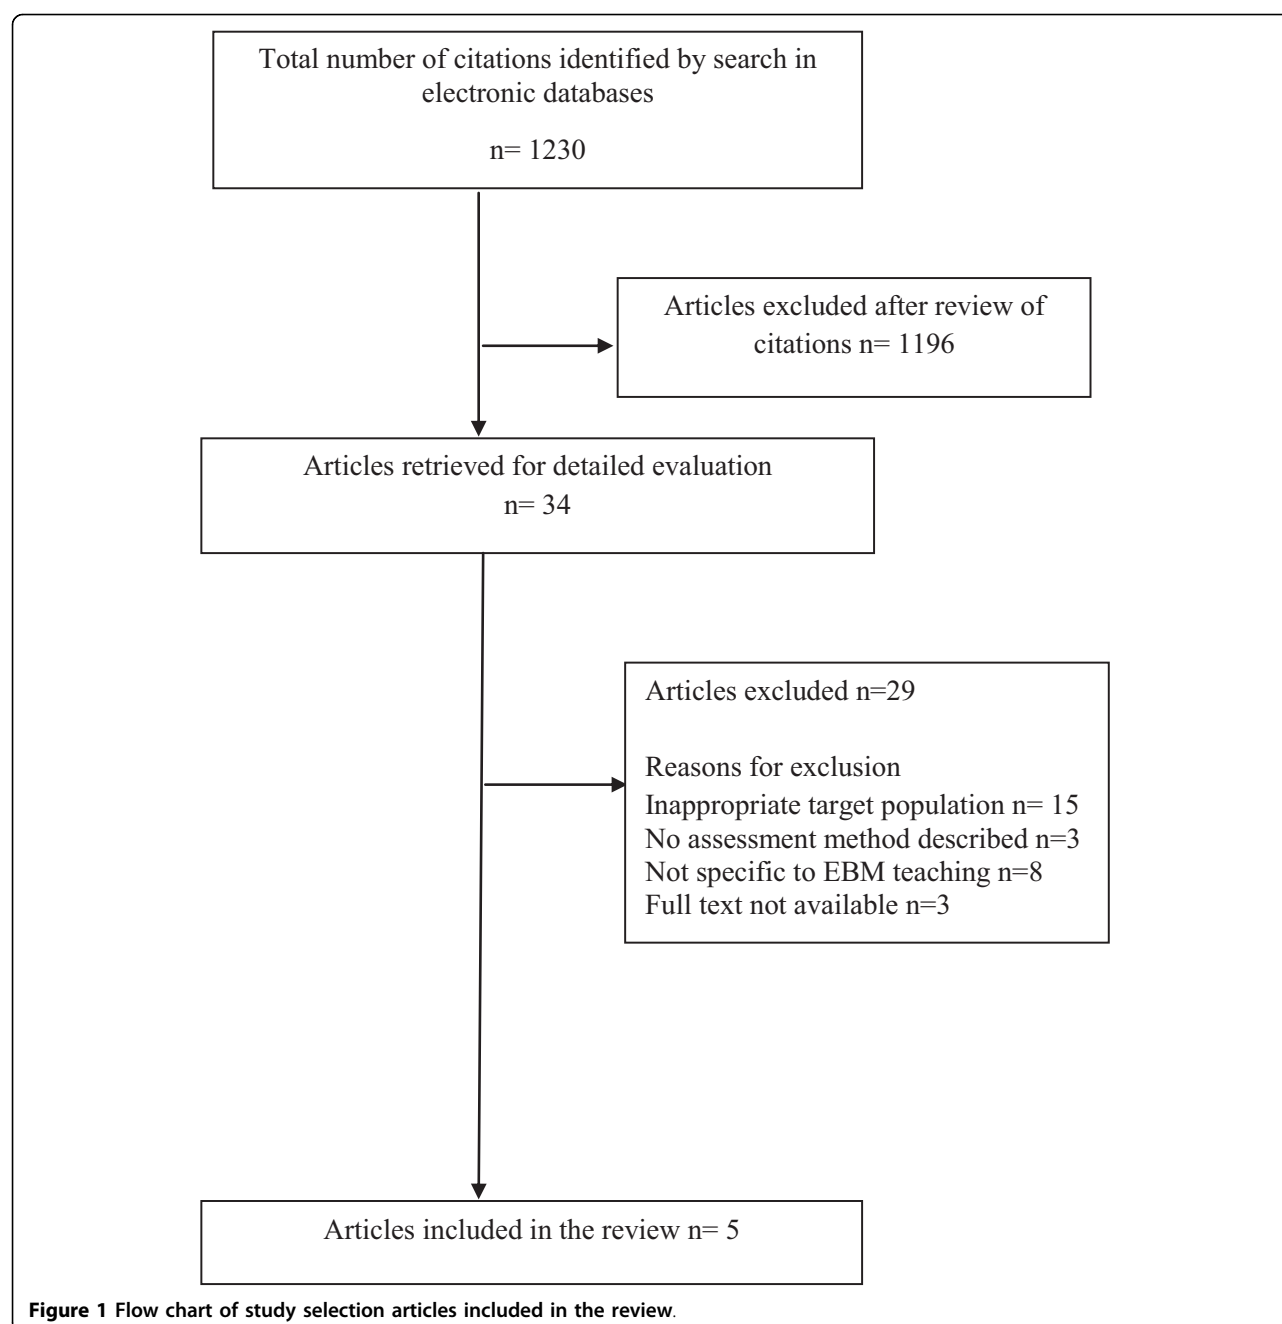 Total number of citations identified by search in
electronic databases
n= 1230
Articles excluded after review of
citations n= 1196
Articles retrieved for detailed evaluation
n= 34
Articles excluded n=29
Reasons for exclusion
Inappropriate target population n= 15
No assessment method described n=3
Not specific to EBM teaching n=8
Full text not available n=3
Articles included in the review n= 5
Figure 1 Flow chart of study selection articles included in the review.